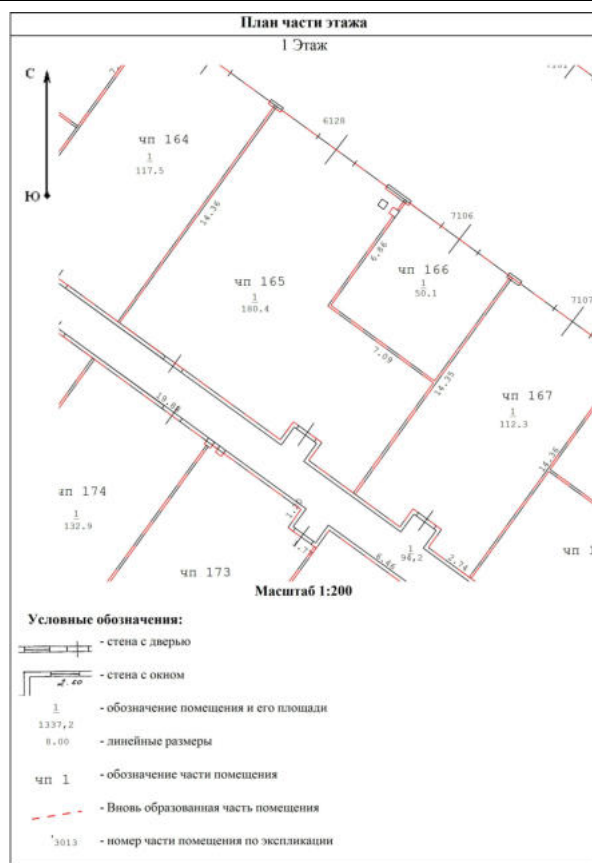 План части этажа
1 Этаж
С
Ю
6128
7106
7107
чп 164
1
117.5
14.36
чп 165
1
180.4
6.86
чп 166
1
50.1
7.09
14.35
чп 167
1
112.3
14.36
чп 174
1
132.9
чп 173
1
94,2
6.46
2.74
чп 1
Масштаб 1:200
Условные обозначения:
- стена с дверью
2.20
- стена с окном
1
1337,2
- обозначение помещения и его площади
8.00
- линейные размеры
чп 1
- обозначение части помещения
- Вновь образованная часть помещения
3013
- номер части помещения по экспликации